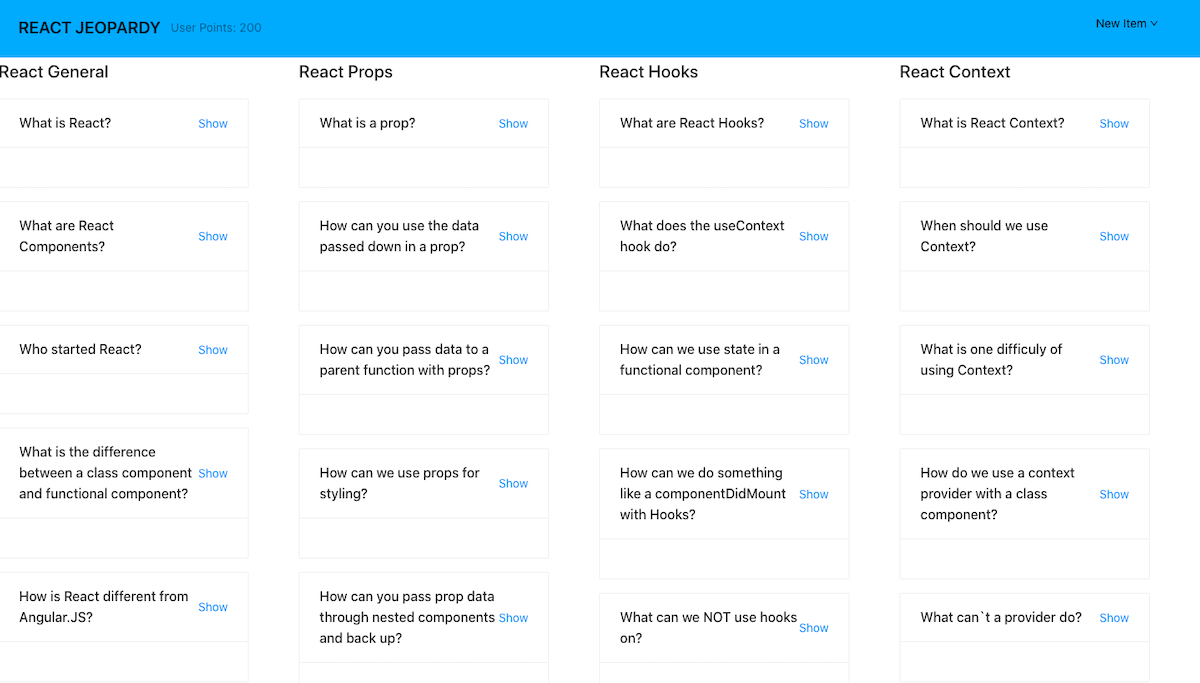 REACT JEOPARDY User Points: 200 New Item
React General
What is React? Show
What are React
Components?
Show
Who started React? Show
What is the difference
between a class component
and functional component?
Show
How is React different from
Angular.JS?
Show
React Props
What is a prop? Show
How can you use the data
passed down in a prop?
Show
How can you pass data to a
parent function with props?
Show
How can we use props for
styling?
Show
How can you pass prop data
through nested components
and back up?
Show
React Hooks
What are React Hooks? Show
What does the useContext
hook do?
Show
How can we use state in a
functional component?
Show
How can we do something
like a componentDidMount
with Hooks?
Show
What can we NOT use hooks
on?
Show
React Context
What is React Context? Show
When should we use
Context?
Show
What is one difficuly of
using Context?
Show
How do we use a context
provider with a class
component?
Show
What can`t a provider do? Show